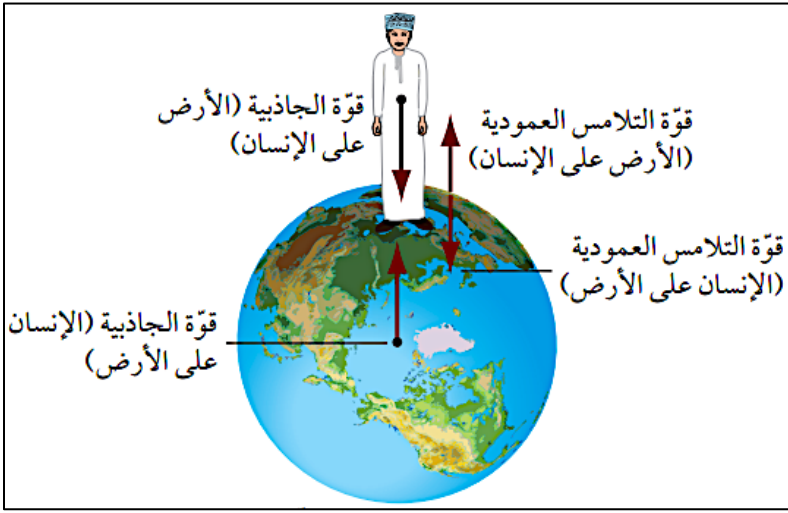 قوّة الجاذبية (الأرض
على الإنسان)
قوّة التلامس العمودية
(الأرض على الإنسان)
قوّة التلامس العمودية
(الإنسان على الأرض)
قوّة الجاذبية (الإنسان
على الأرض)